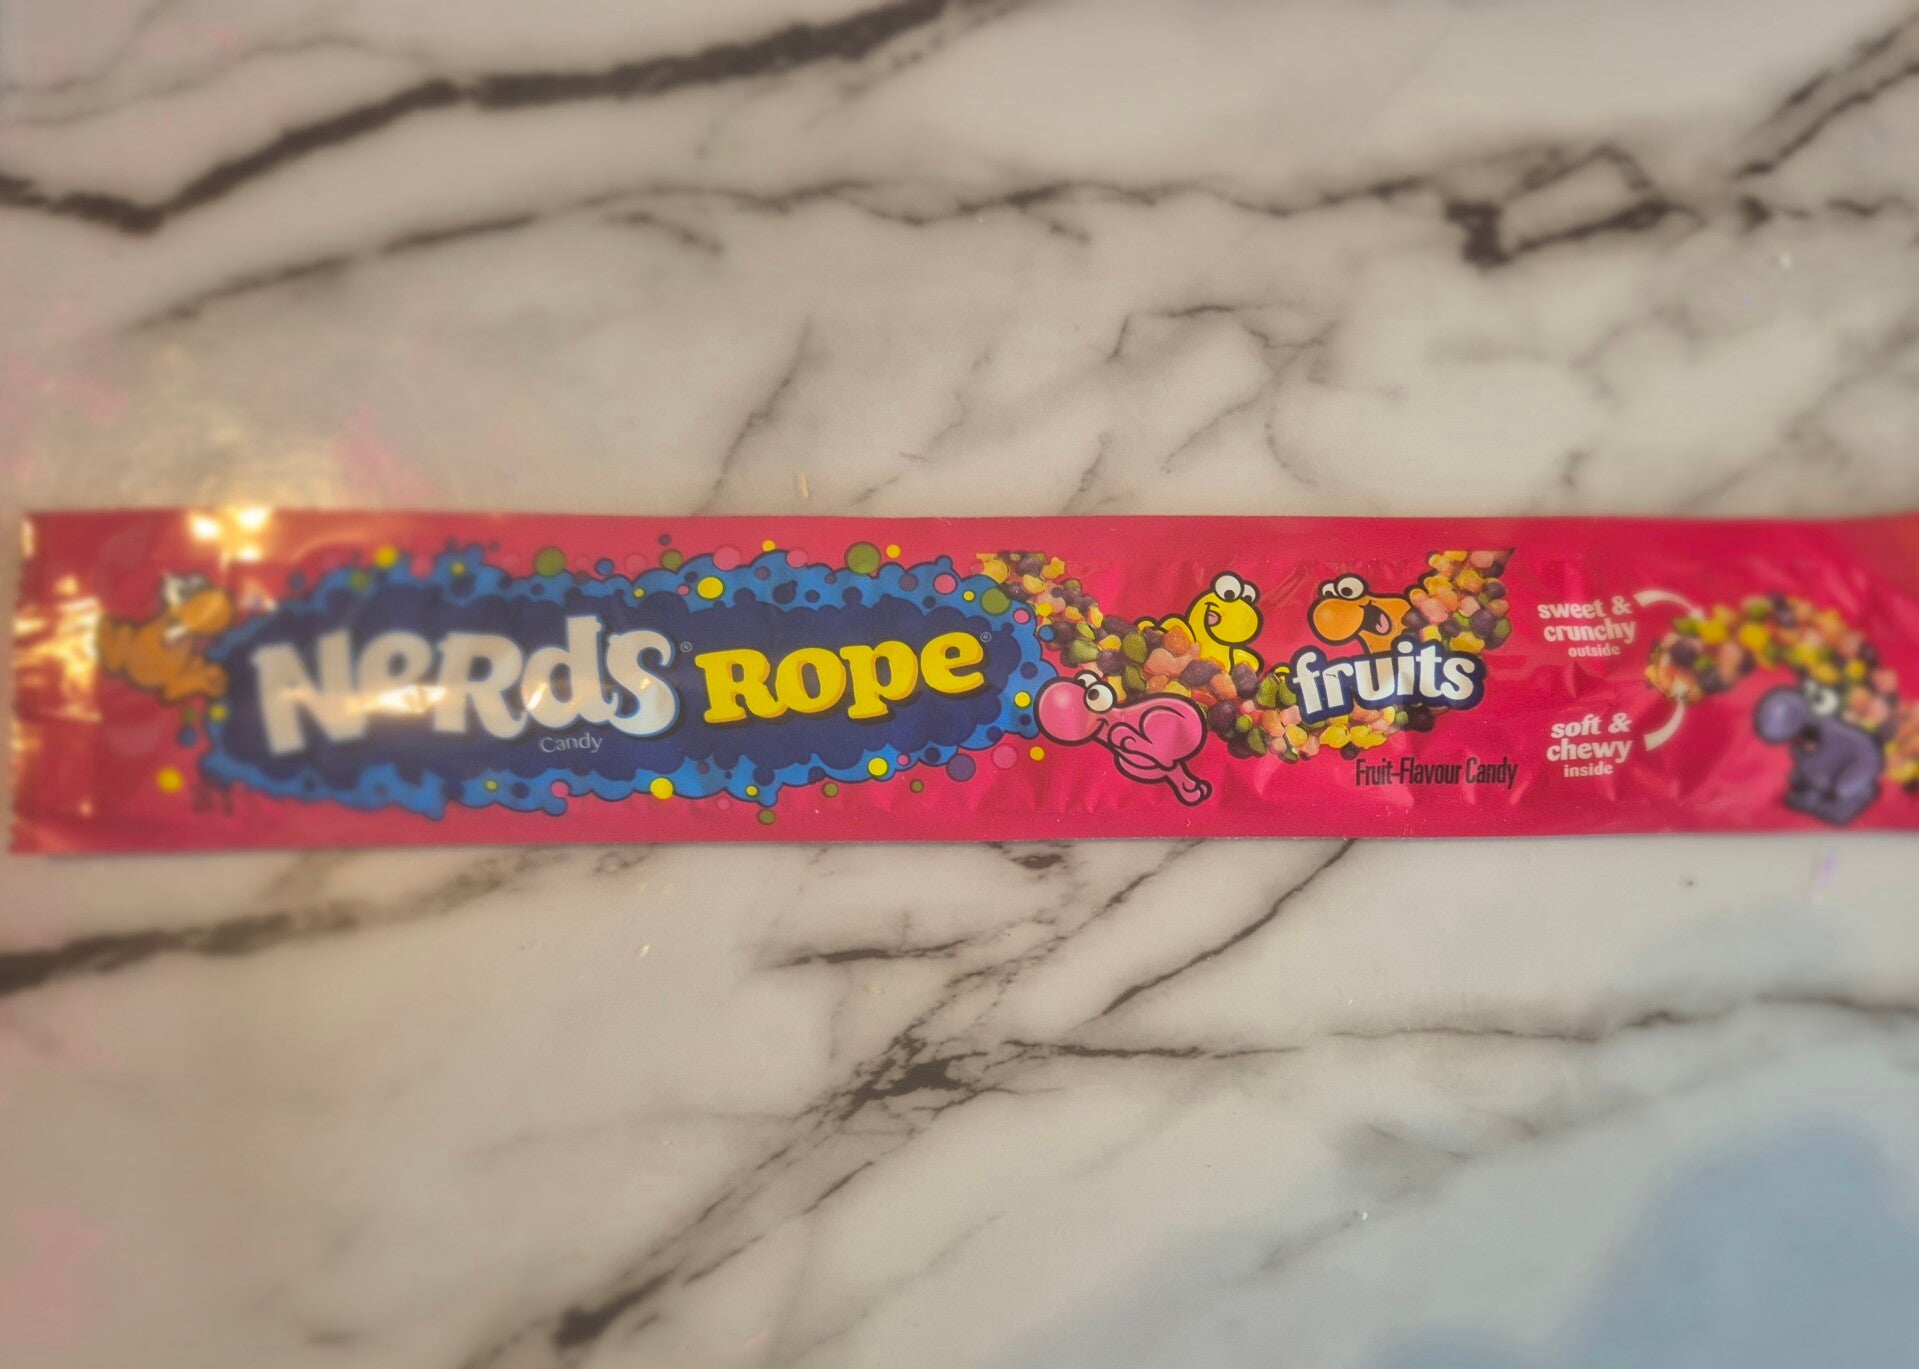 NeRds® ROPe®
Candy
fruits
Fruit-Flavour Candy
sweet &
crunchy
outside
soft &
chewy
inside